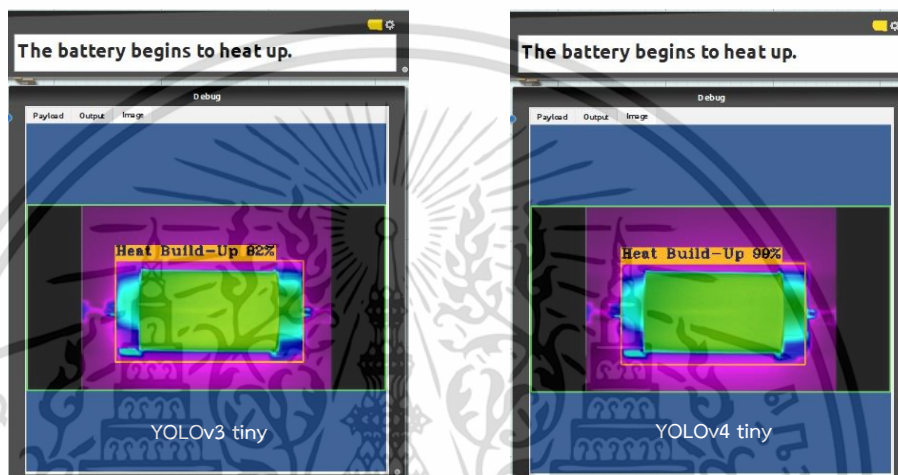 The battery begins to heat up.
Debug
Payload Output Image
Heat Build-Up 82%
YOLOv3 tiny
The battery begins to heat up.
Debug
Payload Output Image
Heat Build-Up 99%
YOLOv4 tiny